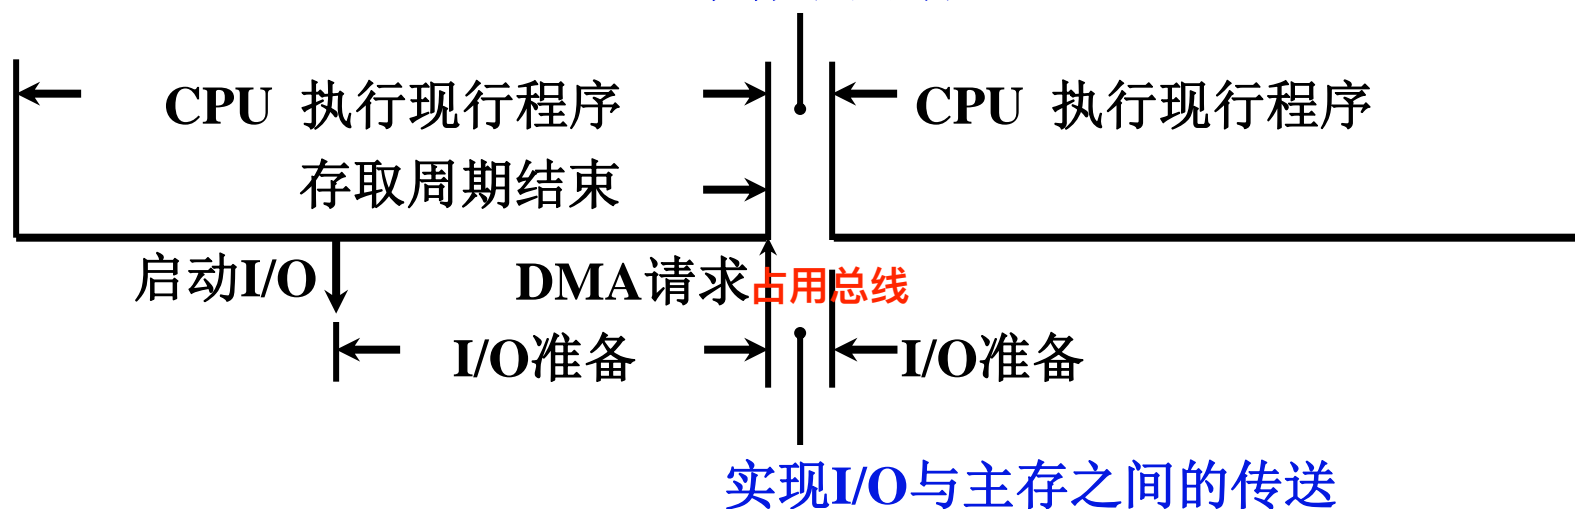 CPU 执行现行程序
CPU 执行现行程序
存取周期结束
启动I/O
DMA请求
占用总线
I/O准备
I/O准备
实现I/O与主存之间的传送